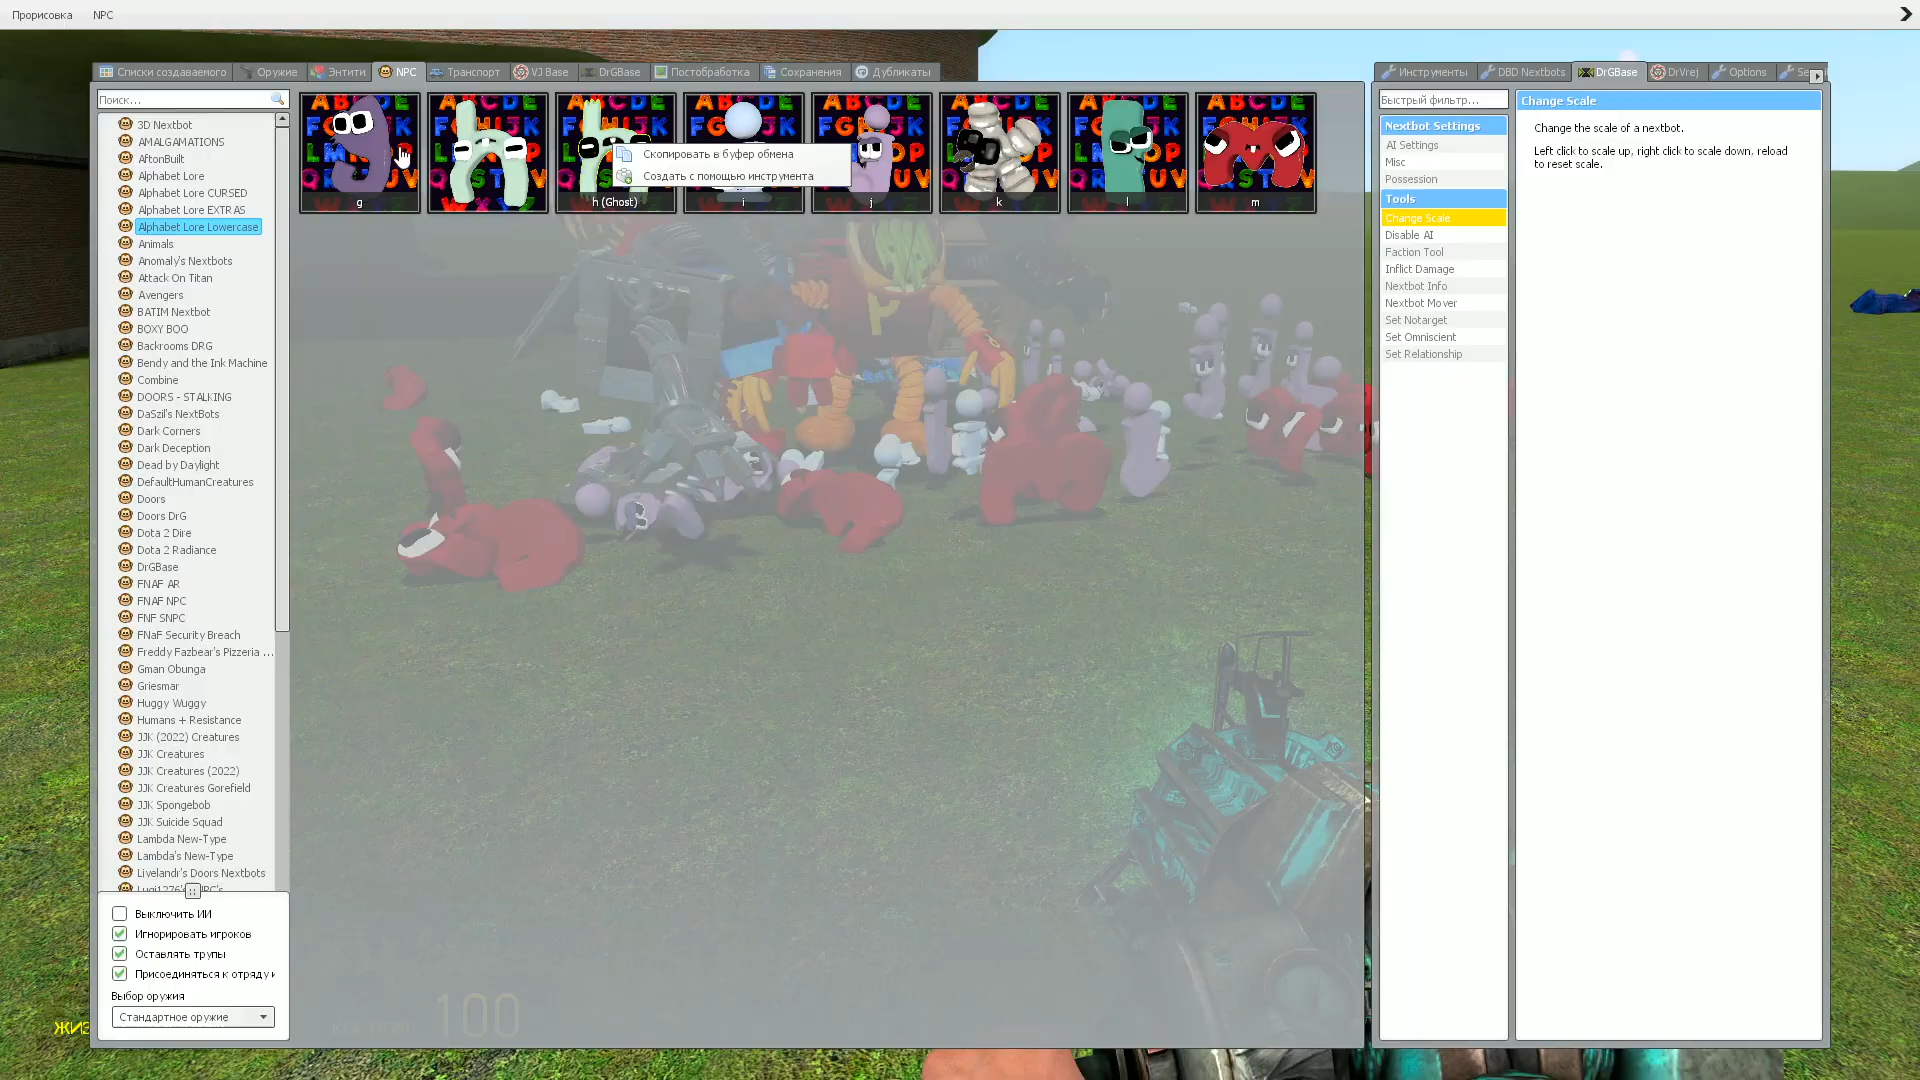 Прорисовка NPC
Списки создаваемого Оружие Энтити NPC Транспорт VJ Base DrGBase Постобработка Сохранения Дубликаты
Инструменты DBD Nextbots DrGBase DrVrej Options
Поиск...
3D Nextbot
AMALGAMATIONS
AftonBuilt
Alphabet Lore
Alphabet Lore CURSED
Alphabet Lore EXTRAS
Alphabet Lore Lowercase
Animals
Anomaly's Nextbots
Attack On Titan
Avengers
BATIM Nextbot
BOXY BOO
Backrooms DRG
Bendy and the Ink Machine
Combine
DOORS - STALKING
DaSzil's NextBots
Dark Corners
Dark Deception
Dead by Daylight
DefaultHumanCreatures
Doors
Doors DrG
Dota 2 Dire
Dota 2 Radiance
DrGBase
FNAF AR
FNAF NPC
FNF SNPC
FNaF Security Breach
Freddy Fazbear's Pizzeria ...
Gman Obunga
Griesmar
Huggy Wuggy
Humans + Resistance
JJK (2022) Creatures
JJK Creatures
JJK Creatures (2022)
JJK Creatures Gorefield
JJK Spongebob
JJK Suicide Squad
Lambda New-Type
Lambda's New-Type
Livelandr's Doors Nextbots
Выключить ИИ
Игнорировать игроков
Оставлять трупы
Присоединяться к отряду и
Выбор оружия
Стандартное оружие
g
h (Ghost)
i
j
k
l
m
Скопировать в буфер обмена
Создать с помощью инструмента
100
Быстрый фильтр...
Nextbot Settings
AI Settings
Misc
Possession
Tools
Change Scale
Disable AI
Faction Tool
Inflict Damage
Nextbot Info
Nextbot Mover
Set Notarget
Set Omniscient
Set Relationship
Change Scale
Change the scale of a nextbot.
Left click to scale up, right click to scale down, reload
to reset scale.